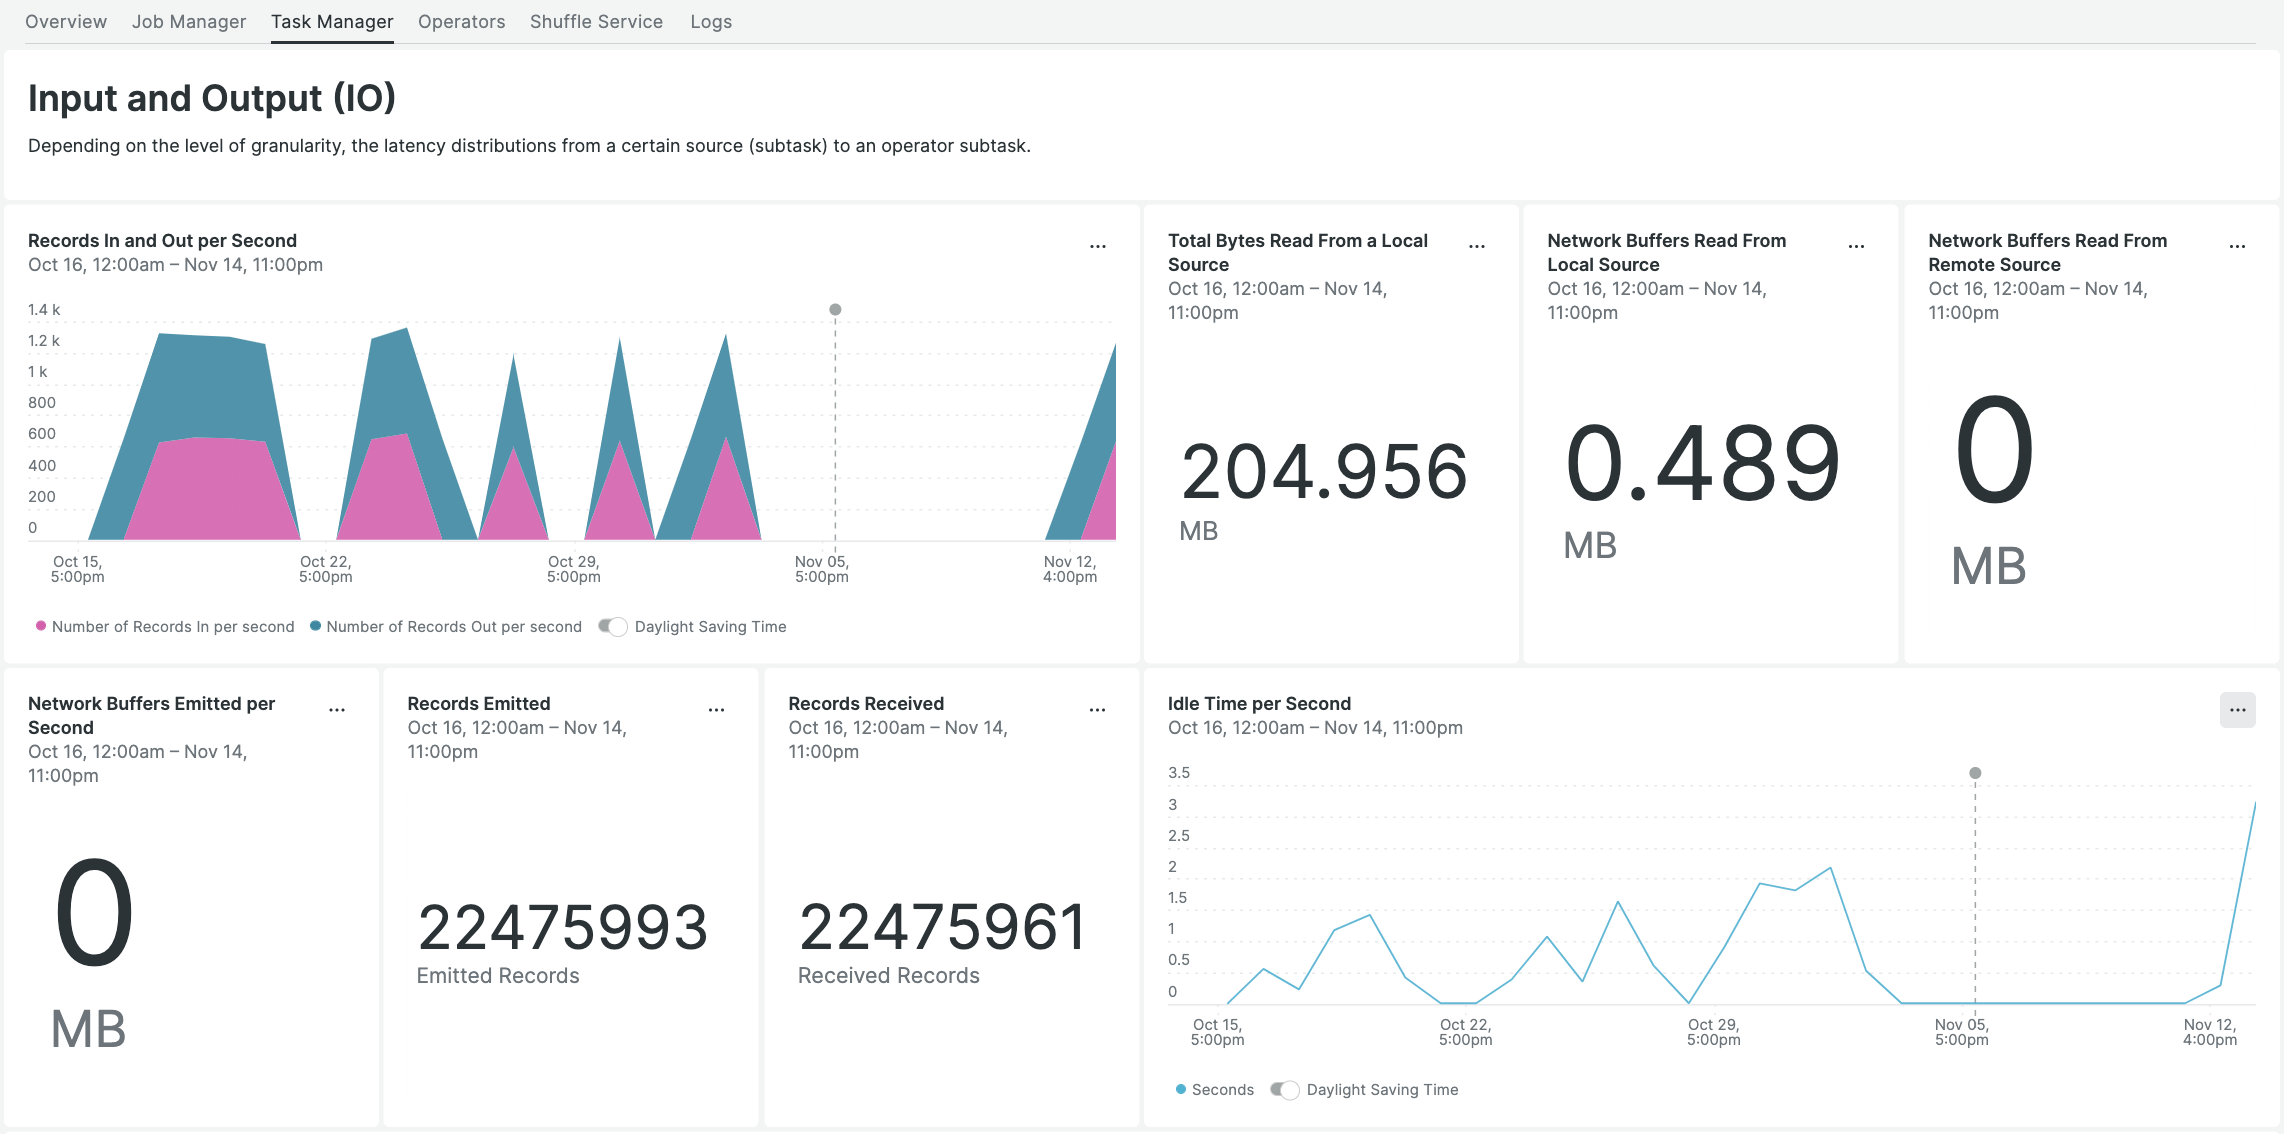 Overview Job Manager Task Manager Operators Shuffle Service Logs
Input and Output (IO)
Depending on the level of granularity, the latency distributions from a certain source (subtask) to an operator subtask.
Records In and Out per Second
Oct 16, 12:00am – Nov 14, 11:00pm
...
1.4 k
1.2 k
1 k
800
600
400
200
0
Oct 15,
5:00pm
Oct 22,
5:00pm
Oct 29,
5:00pm
Nov 05,
5:00pm
Nov 12,
4:00pm
Number of Records In per second Number of Records Out per second Daylight Saving Time
Total Bytes Read From a Local
Source
Oct 16, 12:00am – Nov 14,
11:00pm
...
204.956
MB
Network Buffers Read From
Local Source
Oct 16, 12:00am – Nov 14,
11:00pm
...
0.489
MB
Network Buffers Read From
Remote Source
Oct 16, 12:00am – Nov 14,
11:00pm
...
0
MB
Network Buffers Emitted per
Second
Oct 16, 12:00am – Nov 14,
11:00pm
...
0
MB
Records Emitted
Oct 16, 12:00am – Nov 14,
11:00pm
...
22475993
Emitted Records
Records Received
Oct 16, 12:00am – Nov 14,
11:00pm
...
22475961
Received Records
Idle Time per Second
Oct 16, 12:00am – Nov 14, 11:00pm
...
3.5
3
2.5
2
1.5
1
0.5
0
Oct 15,
5:00pm
Oct 22,
5:00pm
Oct 29,
5:00pm
Nov 05,
5:00pm
Nov 12,
4:00pm
Seconds Daylight Saving Time